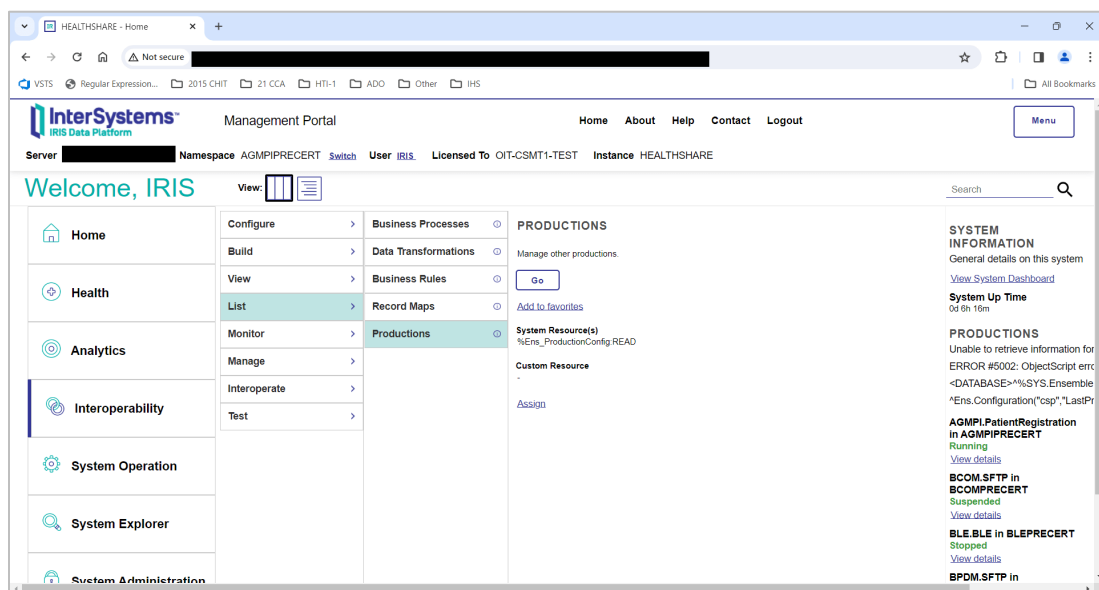 HEALTHSHARE - Home
Not secure
VSTS Regular Expression... 2015 CHIT 21 CCA HTI-1 ADO Other IHS All Bookmarks
InterSystems™
IRIS Data Platform
Management Portal
Home About Help Contact Logout
Menu
Server Namespace AGMPIPRECERT Switch User IRIS Licensed To OIT-CSMT1-TEST Instance HEALTHSHARE
Welcome, IRIS
View:
Search
Home
Health
Analytics
Interoperability
System Operation
System Explorer
System Administration
Configure
Build
View
List
Monitor
Manage
Interoperate
Test
Business Processes
Data Transformations
Business Rules
Record Maps
Productions
PRODUCTIONS
Manage other productions.
Go
Add to favorites
System Resource(s)
%Ens_ProductionConfig:READ
Custom Resource
-
Assign
SYSTEM
INFORMATION
General details on this system
View System Dashboard
System Up Time
0d 6h 16m
PRODUCTIONS
Unable to retrieve information for
ERROR #5002: ObjectScript erro
<DATABASE>^%SYS.Ensemble
^Ens.Configuration("csp","LastPr
AGMPI.PatientRegistration
in AGMPIPRECERT
Running
View details
BCOM.SFTP in
BCOMPRECERT
Suspended
View details
BLE.BLE in BLEPRECERT
Stopped
View details
BPDM.SFTP in